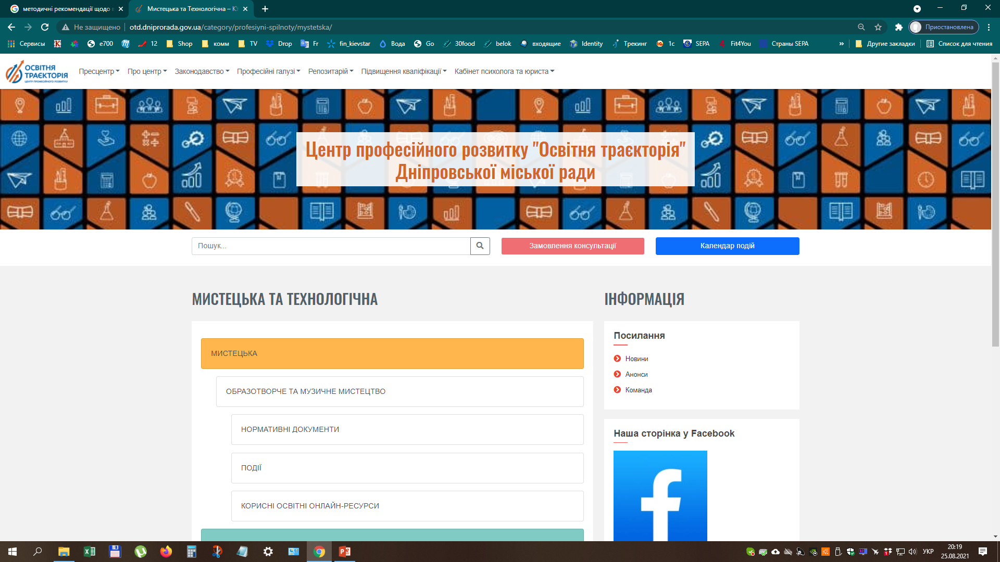 методичні рекомендації щодо
Мистецька та Технологічна – К
Не защищено
otd.dniprorada.gov.ua/category/profesiyni-spilnoty/mystetska/
Приостановлена
Сервисы
e700
12
Shop
комм
TV
Drop
Fr
fin_kievstar
Вода
Go
30food
belok
входящие
Identity
Трекинг
1с
SEPA
Fit4You
Страны SEPA
»
Другие закладки
Список для чтения
ОСВІТНЯ
ТРАЄКТОРІЯ
ЦЕНТР ПРОФЕСІЙНОГО РОЗВИТКУ
Пресцентр
Про центр
Законодавство
Професійні галузі
Репозитарій
Підвищення кваліфікації
Кабінет психолога та юриста
Центр професійного розвитку "Освітня траєкторія"
Дніпровської міської ради
Пошук...
Замовлення консультації
Календар подій
МИСТЕЦЬКА ТА ТЕХНОЛОГІЧНА
МИСТЕЦЬКА
ОБРАЗОТВОРЧЕ ТА МУЗИЧНЕ МИСТЕЦТВО
НОРМАТИВНІ ДОКУМЕНТИ
ПОДІЇ
КОРИСНІ ОСВІТНІ ОНЛАЙН-РЕСУРСИ
ІНФОРМАЦІЯ
Посилання
Новини
Анонси
Команда
Наша сторінка у Facebook
УКР
20:19
25.08.2021